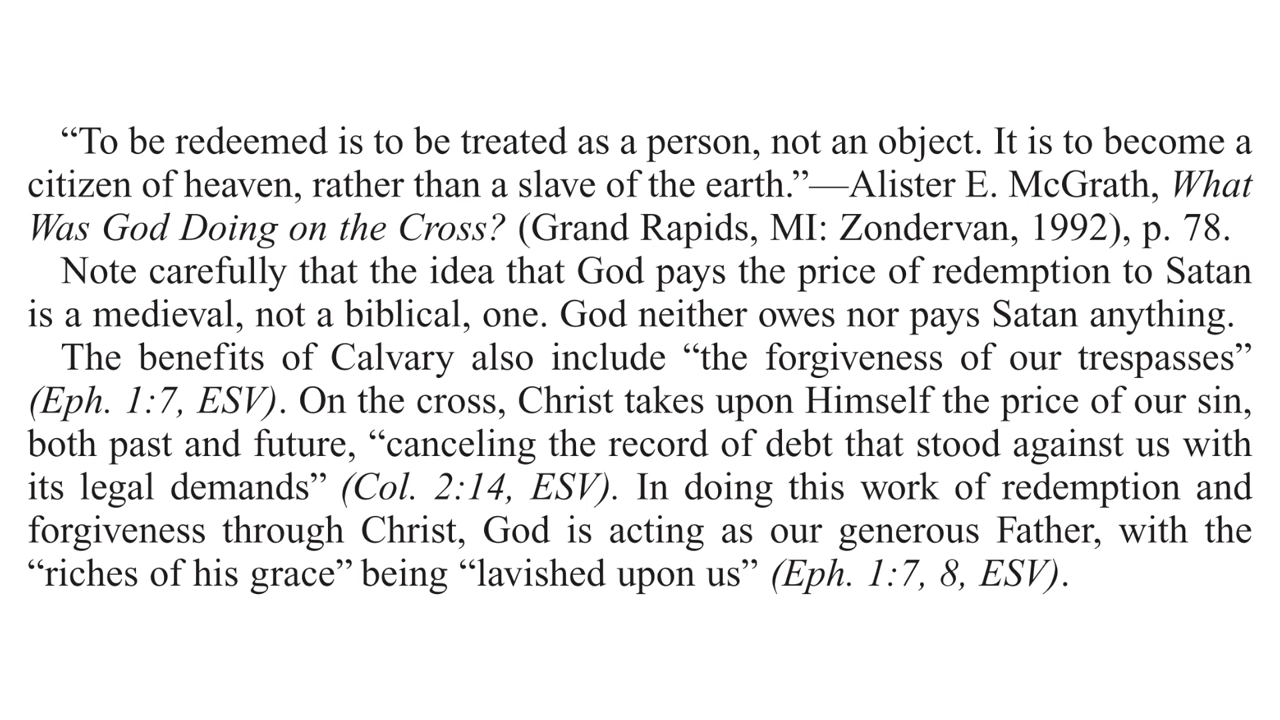 “To be redeemed is to be treated as a person, not an object. It is to become a
citizen of heaven, rather than a slave of the earth.”—Alister E. McGrath, What
Was God Doing on the Cross? (Grand Rapids, MI: Zondervan, 1992), p. 78.
Note carefully that the idea that God pays the price of redemption to Satan
is a medieval, not a biblical, one. God neither owes nor pays Satan anything.
The benefits of Calvary also include “the forgiveness of our trespasses”
(Eph. 1:7, ESV). On the cross, Christ takes upon Himself the price of our sin,
both past and future, “canceling the record of debt that stood against us with
its legal demands” (Col. 2:14, ESV). In doing this work of redemption and
forgiveness through Christ, God is acting as our generous Father, with the
“riches of his grace” being “lavished upon us” (Eph. 1:7, 8, ESV).